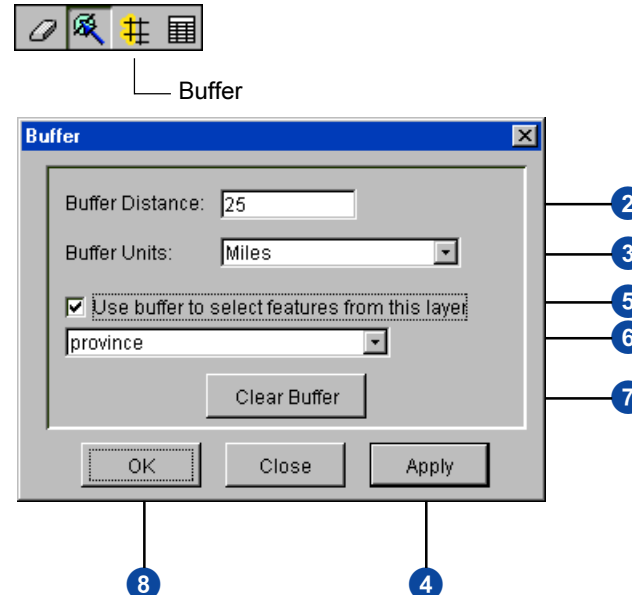 Buffer
Buffer
Buffer Distance: 25
2
Buffer Units: Miles
3
Use buffer to select features from this layer
5
province
6
Clear Buffer
7
OK Close Apply
8 4